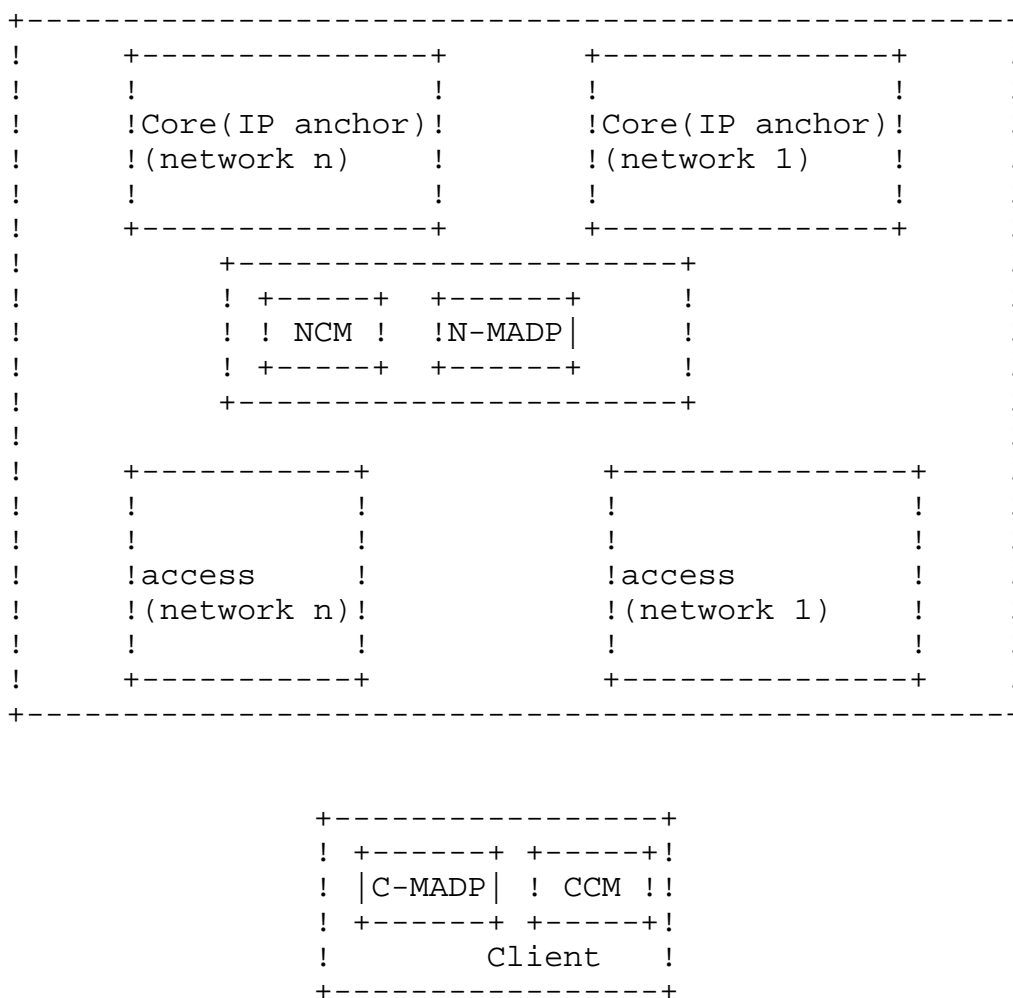 Core(IP anchor) Core(IP anchor)
(network n) (network 1)
NCM N-MADP
access access
(network n) (network 1)
C-MADP CCM
Client